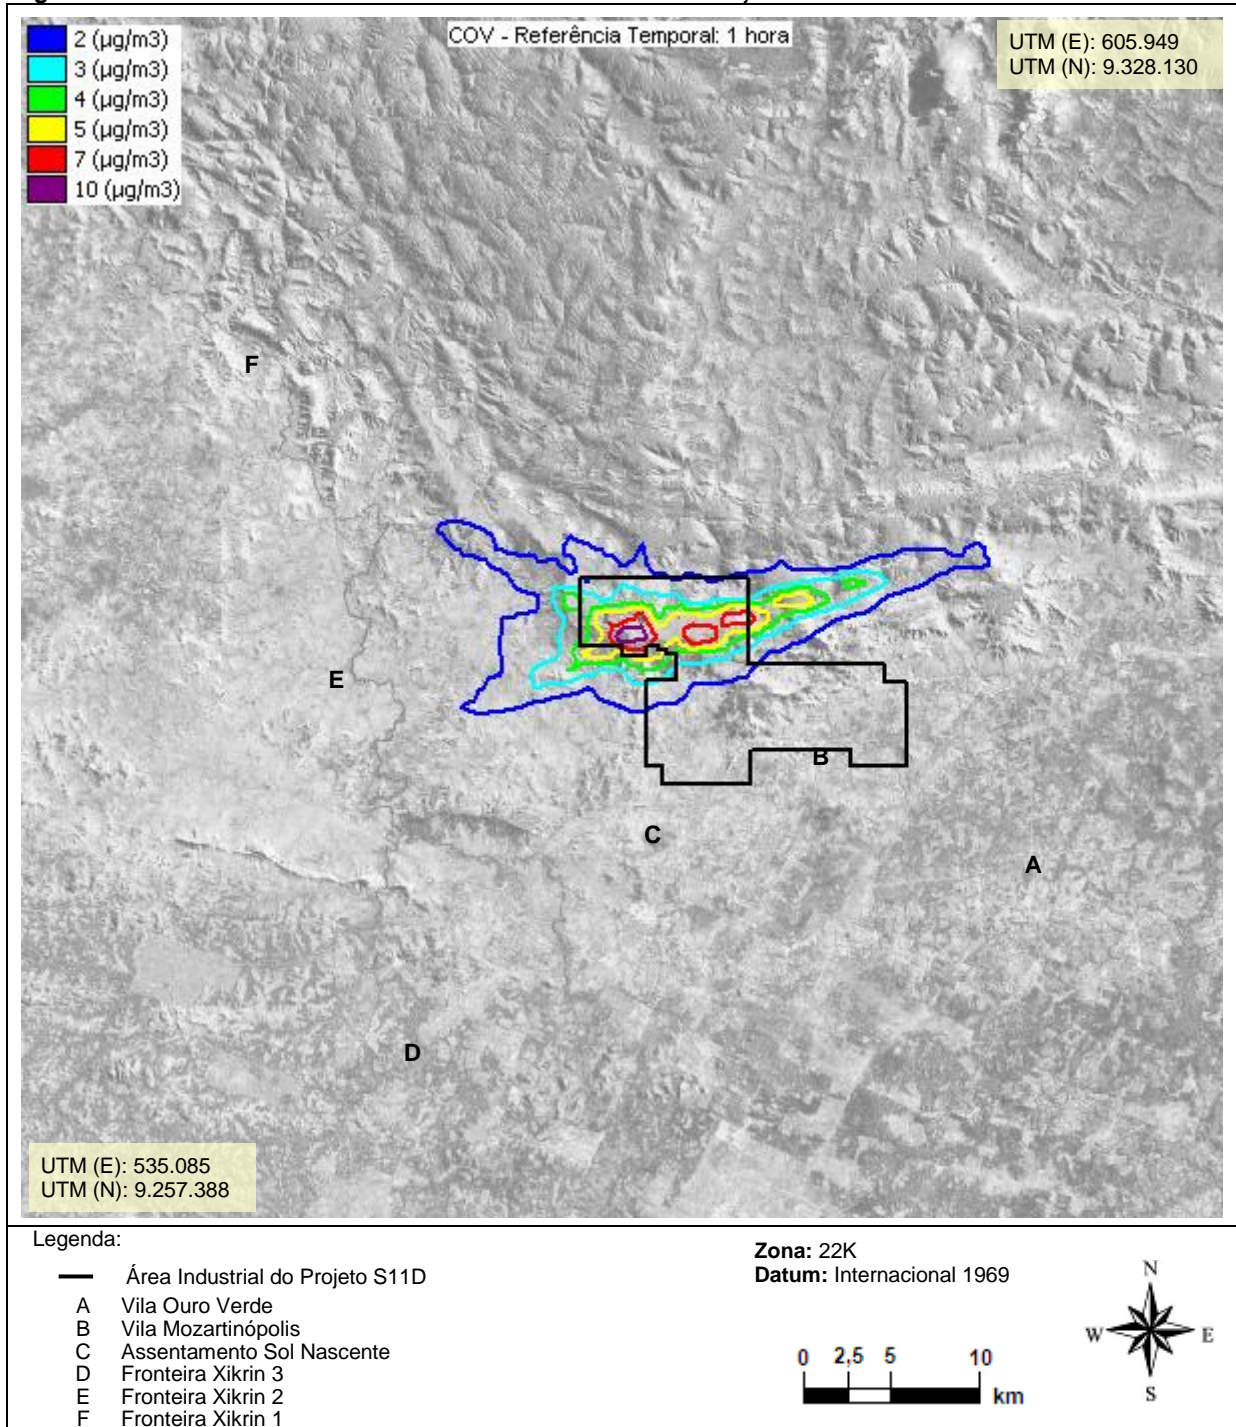 COV - Referência Temporal: 1 hora
2 (µg/m3)
3 (µg/m3)
4 (µg/m3)
5 (µg/m3)
7 (µg/m3)
10 (µg/m3)
UTM (E): 605.949
UTM (N): 9.328.130
F
E
B
C
A
D
UTM (E): 535.085
UTM (N): 9.257.388
Legenda:
Área Industrial do Projeto S11D
A Vila Ouro Verde
B Vila Mozartinópolis
C Assentamento Sol Nascente
D Fronteira Xikrin 3
E Fronteira Xikrin 2
F Fronteira Xikrin 1
Zona: 22K
Datum: Internacional 1969
0 2,5 5 10
km
N
W E
S